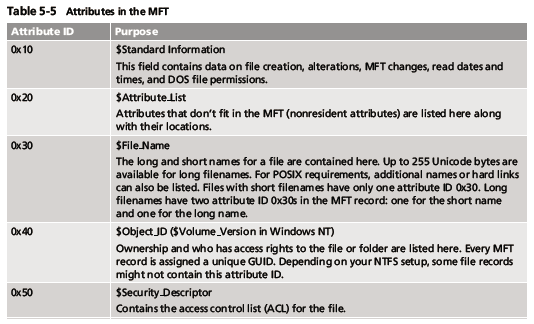 Table 5-5 Attributes in the MFT
Attribute ID Purpose
0x10 $Standard Information
This field contains data on file creation, alterations, MFT changes, read dates and
times, and DOS file permissions.
0x20 $Attribute_List
Attributes that don't fit in the MFT (nonresident attributes) are listed here along
with their locations.
0x30 $File_Name
The long and short names for a file are contained here. Up to 255 Unicode bytes are
available for long filenames. For POSIX requirements, additional names or hard links
can also be listed. Files with short filenames have only one attribute ID 0x30. Long
filenames have two attribute ID 0x30s in the MFT record: one for the short name
and one for the long name.
0x40 $Object_ID ($Volume_Version in Windows NT)
Ownership and who has access rights to the file or folder are listed here. Every MFT
record is assigned a unique GUID. Depending on your NTFS setup, some file records
might not contain this attribute ID.
0x50 $Security_Descriptor
Contains the access control list (ACL) for the file.